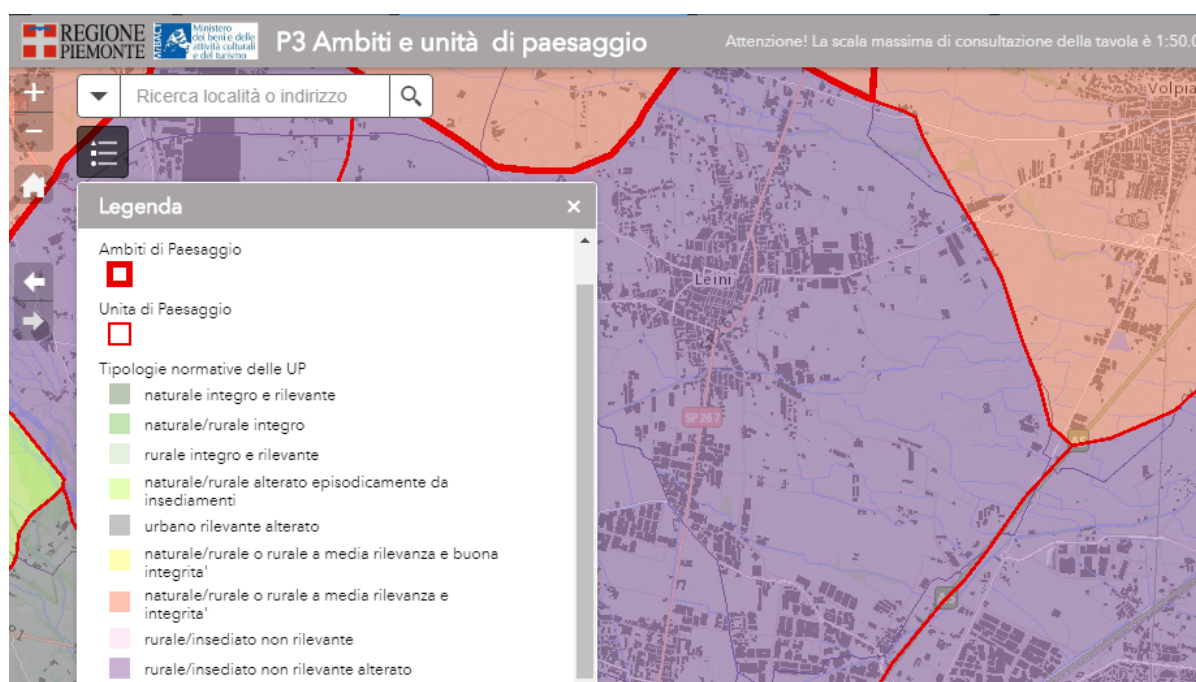 REGIONE
PIEMONTE
MiBACT
Ministero
dei beni e delle
attività culturali
e del turismo
P3 Ambiti e unità di paesaggio
Attenzione! La scala massima di consultazione della tavola è 1:50.0
+
Ricerca località o indirizzo
Volpia
−
Legenda
×
Ambiti di Paesaggio
Leini
Unita di Paesaggio
Tipologie normative delle UP
naturale integro e rilevante
naturale/rurale integro
SP 267
rurale integro e rilevante
A5
naturale/rurale alterato episodicamente da
insediamenti
urbano rilevante alterato
naturale/rurale o rurale a media rilevanza e buona
integrita'
naturale/rurale o rurale a media rilevanza e
integrita'
A5
rurale/insediato non rilevante
rurale/insediato non rilevante alterato